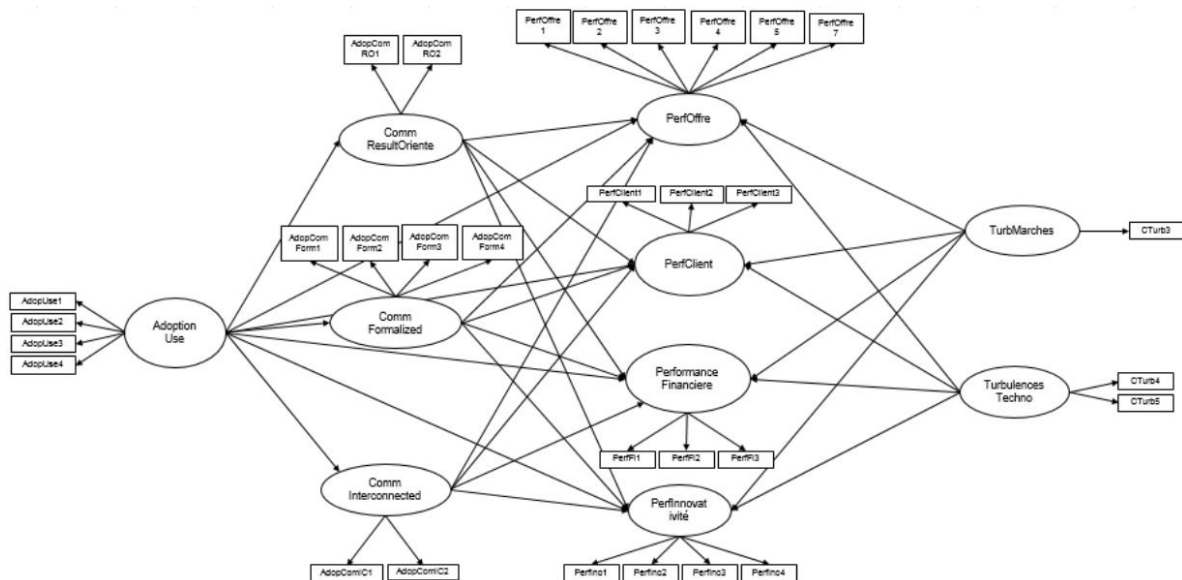 PerfOffre
1
PerfOffre
2
PerfOffre
3
PerfOffre
4
PerfOffre
5
PerfOffre
7
AdopCom
RO1
AdopCom
RO2
Comm
ResultOriente
PerfOffre
PerfClient1
PerfClient2
PerfClient3
AdopCom
Form1
AdopCom
Form2
AdopCom
Form3
AdopCom
Form4
TurbMarches
CTurb3
PerfClient
AdopUse1
AdopUse2
AdopUse3
AdopUse4
Adoption
Use
Comm
Formalized
Performance
Financiere
Turbulences
Techno
CTurb4
CTurb5
PerfFi1
PerfFi2
PerfFi3
Comm
Interconnected
PerfInnovat
ivité
AdopComIC1
AdopComIC2
Perfino1
Perfino2
Perfino3
Perfino4